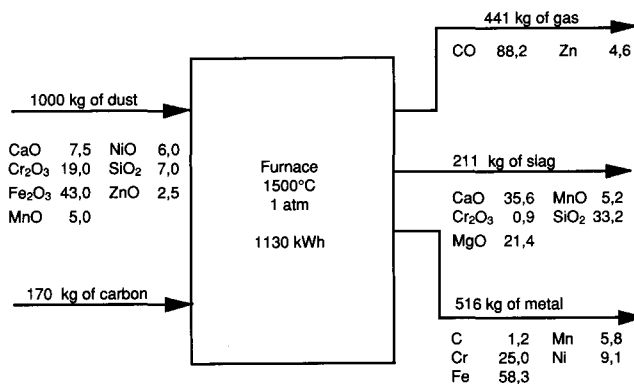 441 kg of gas
CO 88,2 Zn 4,6
1000 kg of dust
CaO 7,5 NiO 6,0
Cr₂O₃ 19,0 SiO₂ 7,0
Fe₂O₃ 43,0 ZnO 2,5
MnO 5,0
Furnace
1500°C
1 atm
1130 kWh
211 kg of slag
CaO 35,6 MnO 5,2
Cr₂O₃ 0,9 SiO₂ 33,2
MgO 21,4
170 kg of carbon
516 kg of metal
C 1,2 Mn 5,8
Cr 25,0 Ni 9,1
Fe 58,3